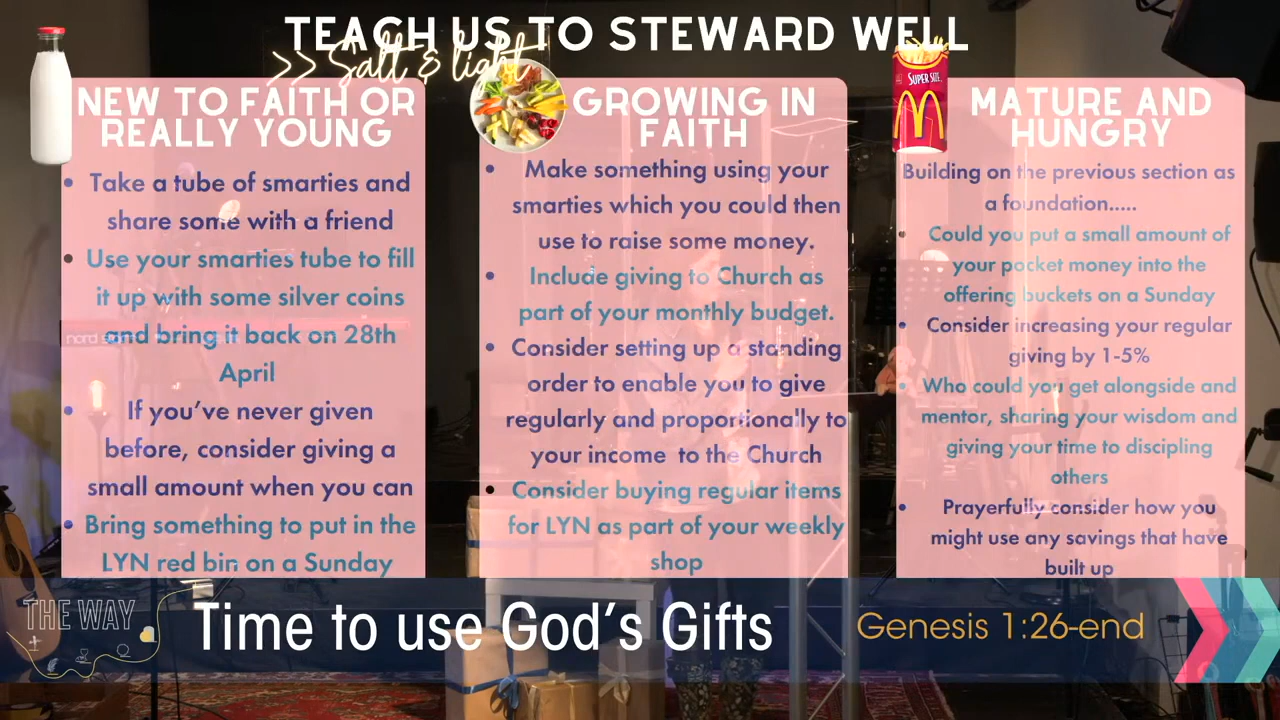 TEACH US TO STEWARD WELL
>> Salt & light
NEW TO FAITH OR
REALLY YOUNG
Take a tube of smarties and
share some with a friend
Use your smarties tube to fill
it up with some silver coins
and bring it back on 28th
April
If you've never given
before, consider giving a
small amount when you can
Bring something to put in the
LYN red bin on a Sunday
GROWING IN
FAITH
Make something using your
smarties which you could then
use to raise some money.
Include giving to Church as
part of your monthly budget.
Consider setting up a standing
order to enable you to give
regularly and proportionally to
your income to the Church
Consider buying regular items
for LYN as part of your weekly
shop
SUPER SIZE
MATURE AND
HUNGRY
Building on the previous section as
a foundation.....
Could you put a small amount of
your pocket money into the
offering buckets on a Sunday
Consider increasing your regular
giving by 1-5%
Who could you get alongside and
mentor, sharing your wisdom and
giving your time to discipling
others
Prayerfully consider how you
might use any savings that have
built up
nord
THE WAY
Time to use God's Gifts
Genesis 1:26-end